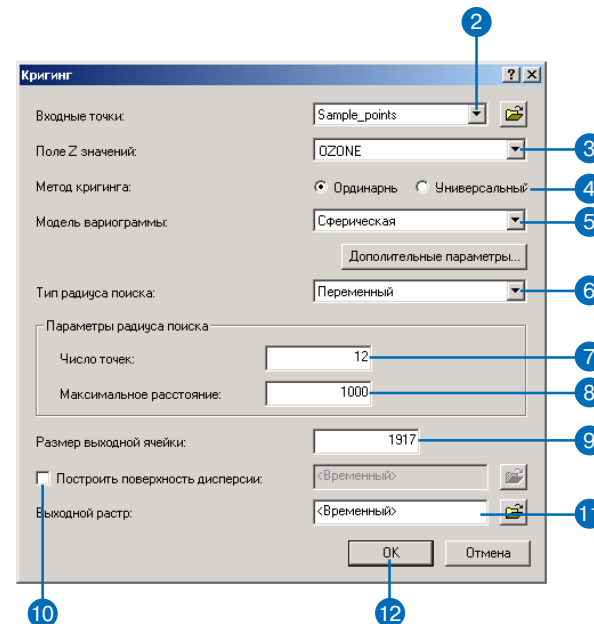 2
Кригинг
Входные точки: Sample_points
Поле Z значений: OZONE 3
Метод кригинга: Ординарнь Универсальный 4
Модель вариограммы: Сферическая 5
Дополительные параметры...
Тип радиуса поиска: Переменный 6
Параметры радиуса поиска
Число точек: 12 7
Максимальное расстояние: 1000 8
Размер выходной ячейки: 1917 9
Построить поверхность дисперсии: <Временный>
Выходной растр: <Временный> 11
OK Отмена
10 12